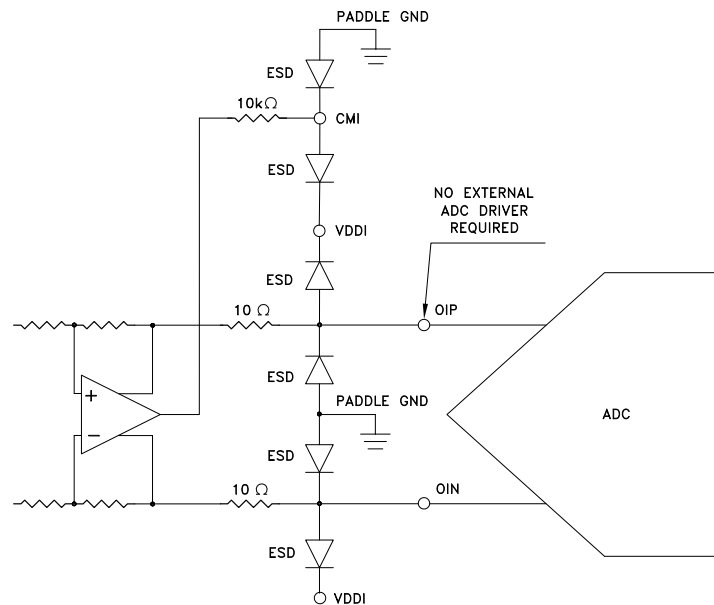 PADDLE GND
ESD
10kΩ
CMI
ESD
NO EXTERNAL
ADC DRIVER
REQUIRED
VDDI
ESD
10 Ω
OIP
ESD
PADDLE GND
+
ADC
−
ESD
10 Ω
OIN
ESD
VDDI